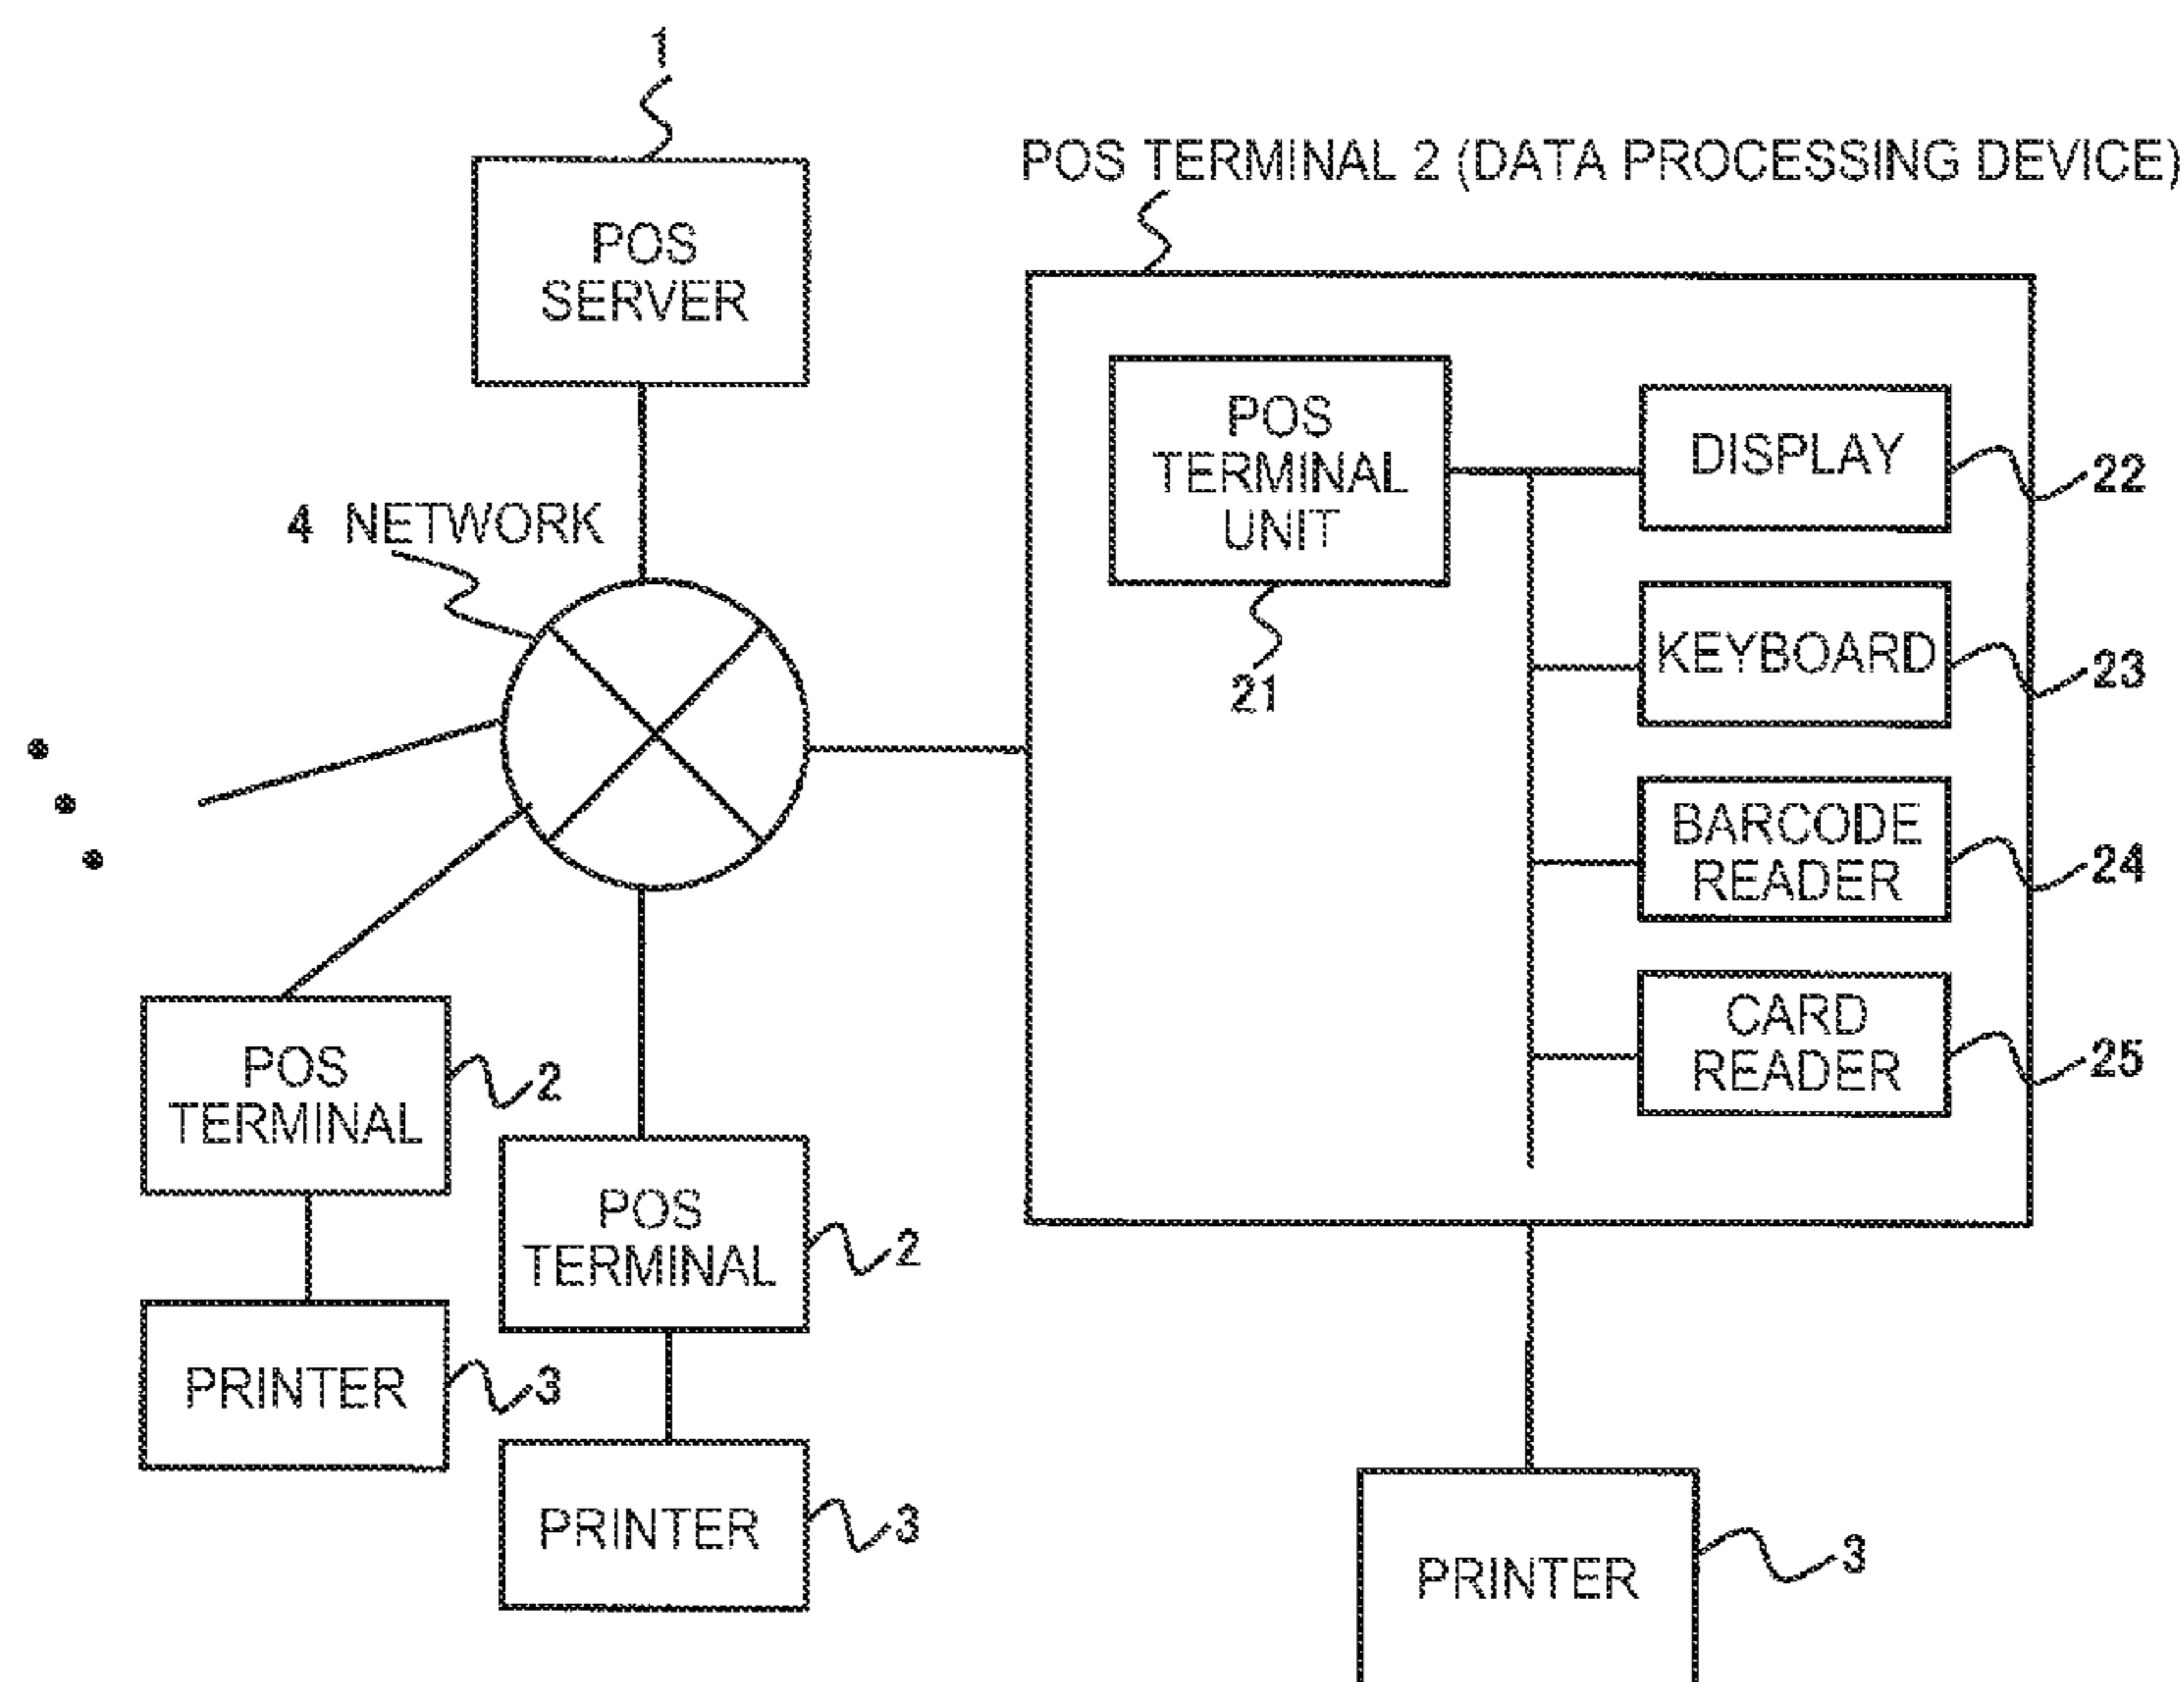 1
POS TERMINAL 2 (DATA PROCESSING DEVICE)
POS
SERVER
POS
TERMINAL
UNIT
21
DISPLAY
22
4 NETWORK
KEYBOARD
23
BARCODE
READER
24
CARD
READER
25
POS
TERMINAL
2
POS
TERMINAL
2
PRINTER
3
PRINTER
3
PRINTER
3